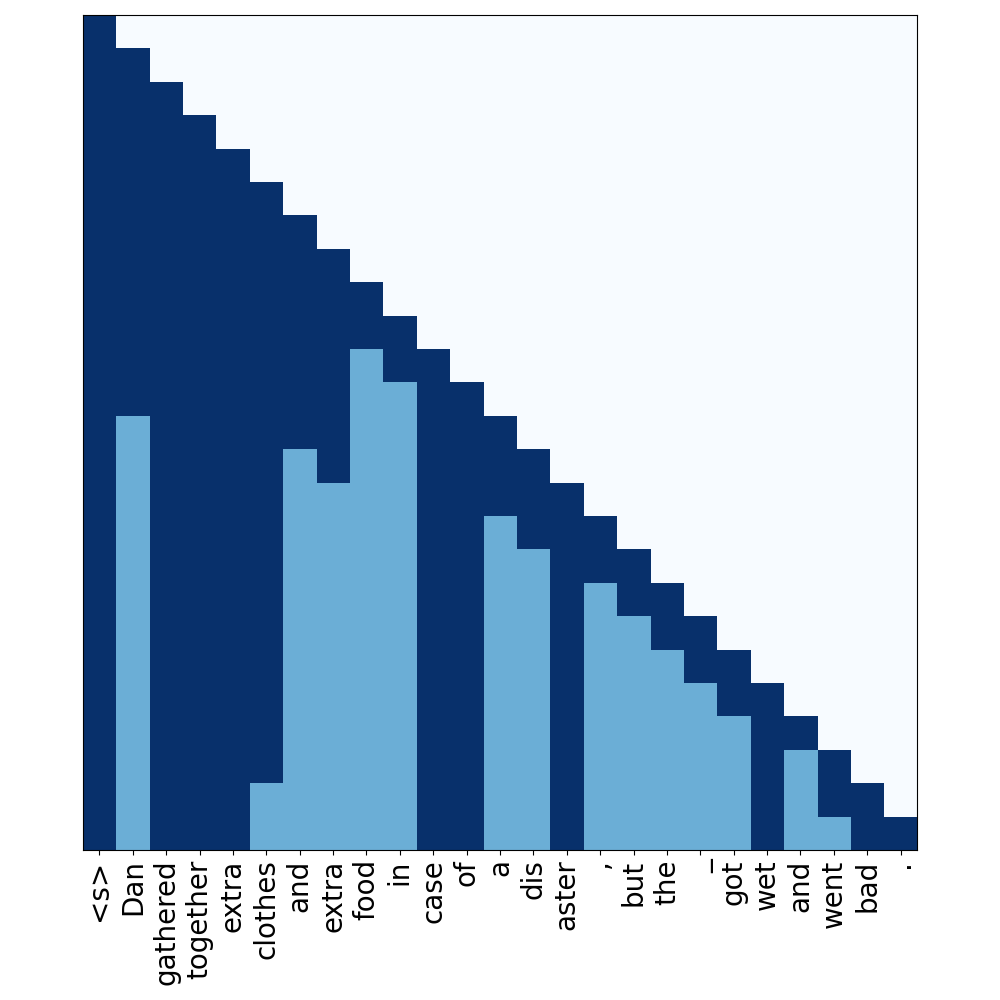 <s> Dan gathered together extra clothes and extra food in case of a dis aster , but the _ got wet and went bad .